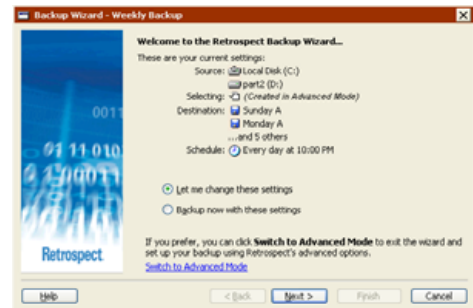 Backup Wizard - Weekly Backup
Welcome to the Retrospect Backup Wizard...
These are your current settings:
Source: Local Disk (C:)
part2 (D:)
Selecting: (Created in Advanced Mode)
Destination: Sunday A
Monday A
...and 5 others
Schedule: Every day at 10:00 PM
Let me change these settings
Backup now with these settings
If you prefer, you can click Switch to Advanced Mode to exit the wizard and
set up your backup using Retrospect's advanced options.
Switch to Advanced Mode
0011
01 11 010
Retrospect.
Help
< Back
Next >
Finish
Cancel